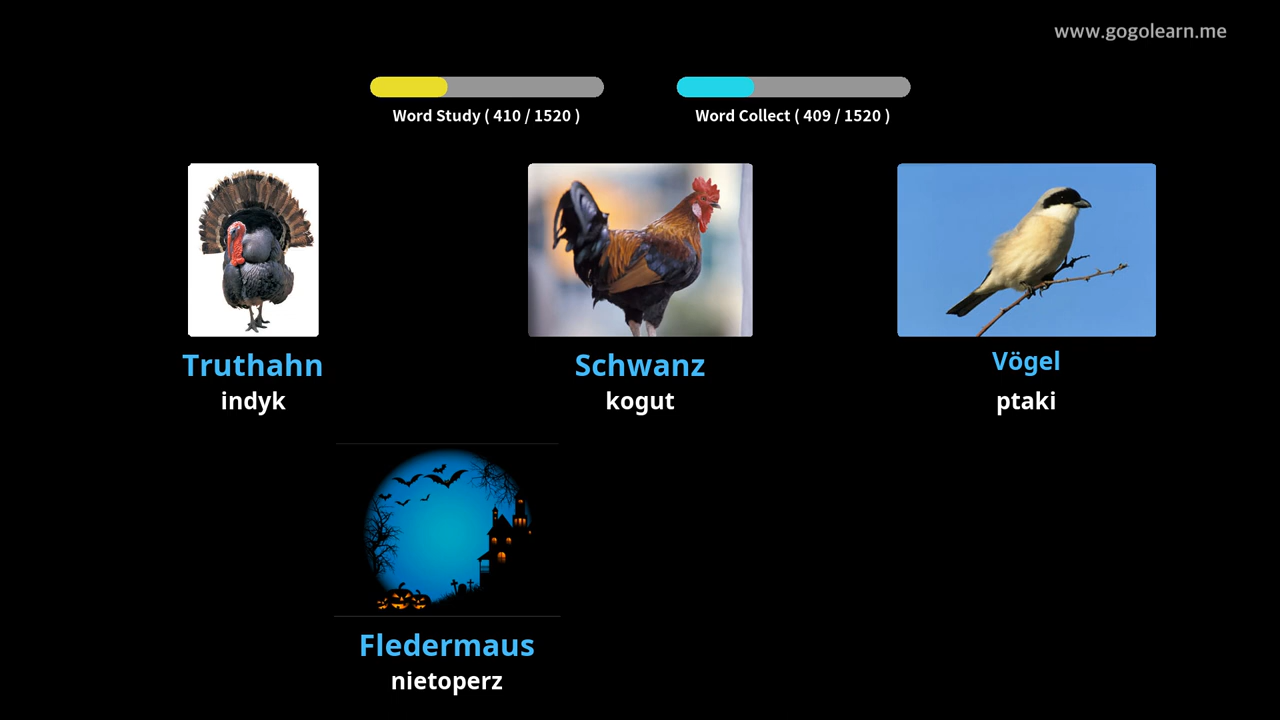 www.gogolearn.me
Word Study ( 410 / 1520 )
Word Collect ( 409 / 1520 )
Truthahn
indyk
Schwanz
kogut
Vögel
ptaki
Fledermaus
nietoperz